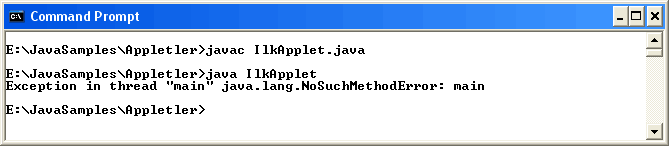 Command Prompt
E:\JavaSamples\Appletler>javac IlkApplet.java
E:\JavaSamples\Appletler>java IlkApplet
Exception in thread "main" java.lang.NoSuchMethodError: main
E:\JavaSamples\Appletler>